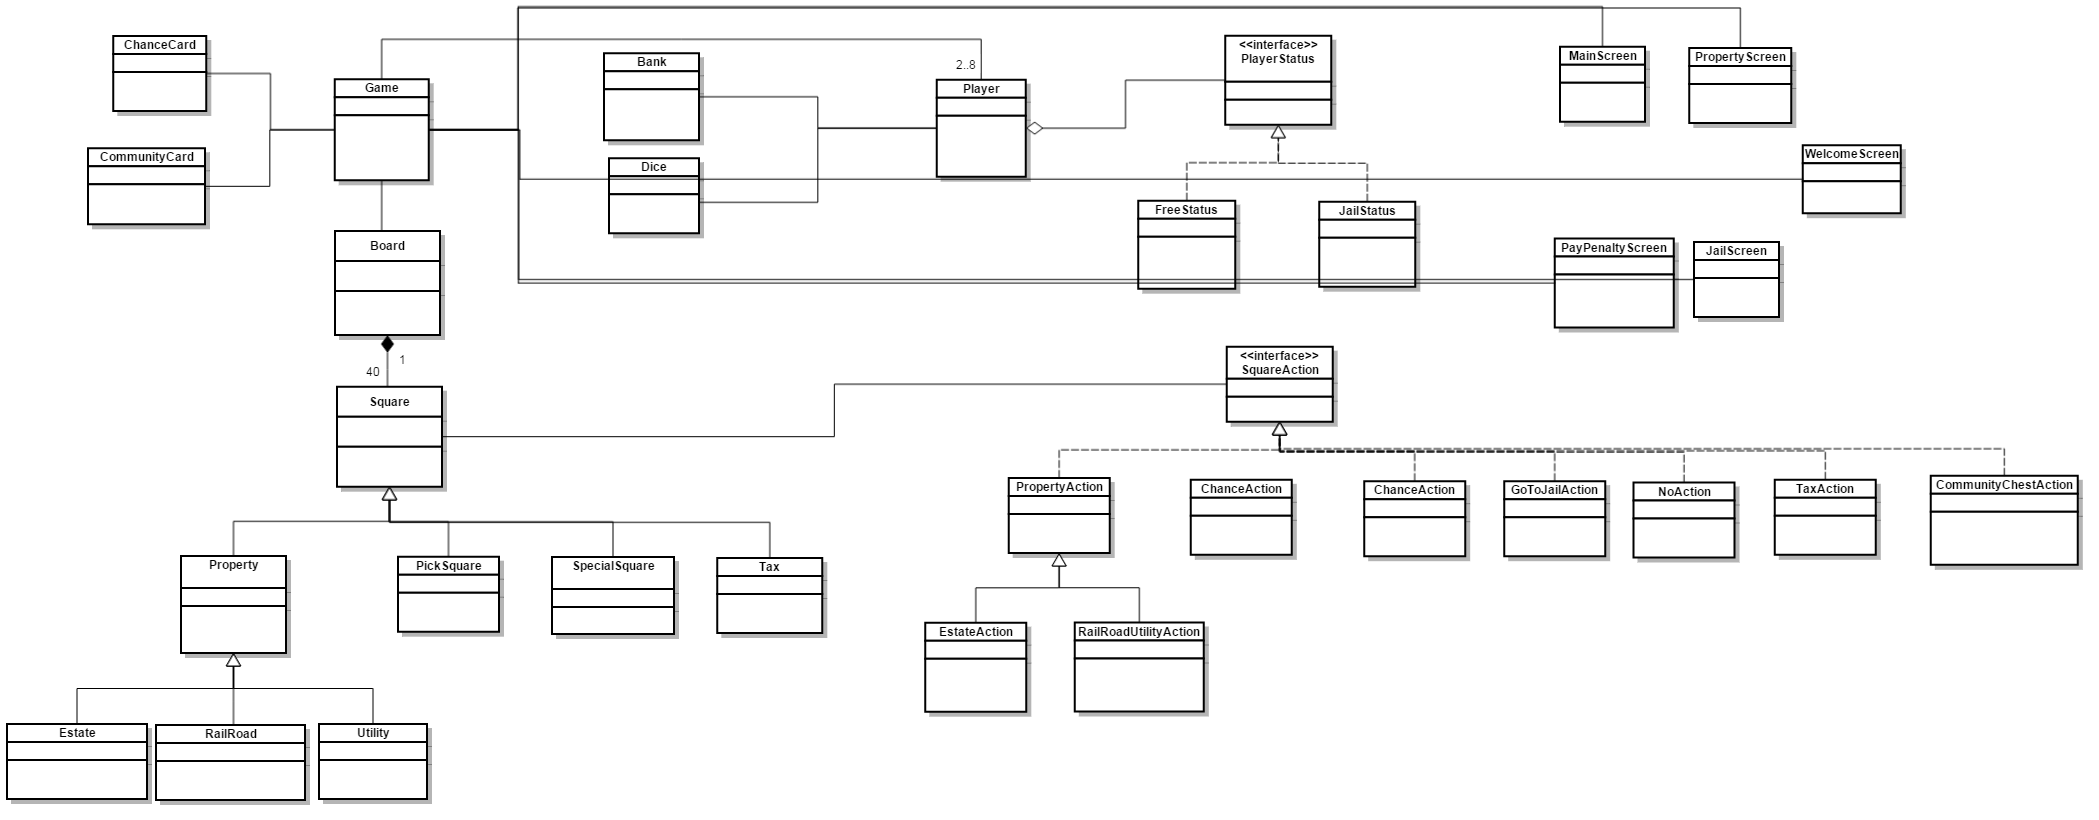 ChanceCard
Game
CommunityCard
Bank
Dice
2..8
Player
<<interface>>
PlayerStatus
MainScreen
PropertyScreen
WelcomeScreen
FreeStatus
JailStatus
PayPenaltyScreen
JailScreen
Board
1
40
Square
<<interface>>
SquareAction
PropertyAction
ChanceAction
ChanceAction
GoToJailAction
NoAction
TaxAction
CommunityChestAction
Property
PickSquare
SpecialSquare
Tax
EstateAction
RailRoadUtilityAction
Estate
RailRoad
Utility